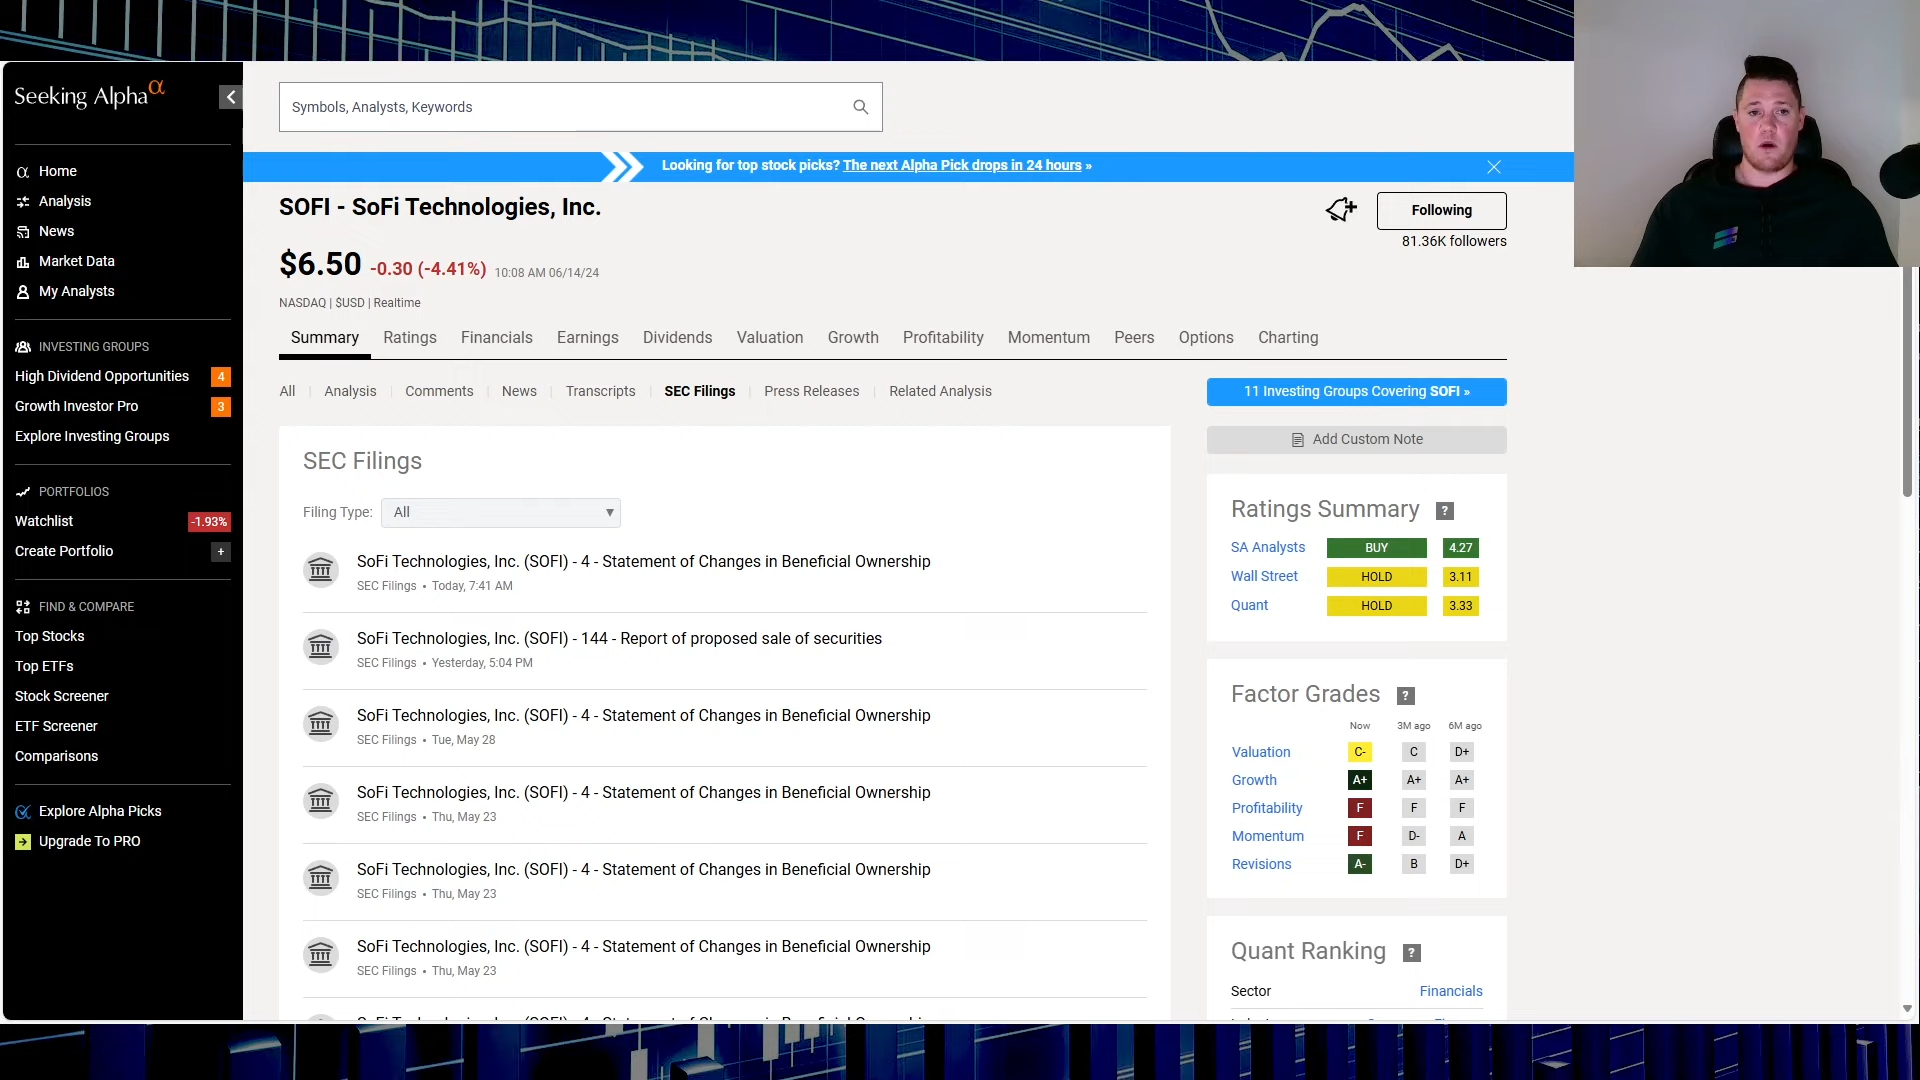 Seeking Alpha α
Home
Analysis
News
Market Data
My Analysts
INVESTING GROUPS
High Dividend Opportunities 4
Growth Investor Pro 3
Explore Investing Groups
PORTFOLIOS
Watchlist -1.93%
Create Portfolio +
FIND & COMPARE
Top Stocks
Top ETFs
Stock Screener
ETF Screener
Comparisons
Explore Alpha Picks
Upgrade To PRO
Symbols, Analysts, Keywords
Looking for top stock picks? The next Alpha Pick drops in 24 hours »
SOFI - SoFi Technologies, Inc.
Following
81.36K followers
$6.50 -0.30 (-4.41%) 10:08 AM 06/14/24
NASDAQ | $USD | Realtime
Summary Ratings Financials Earnings Dividends Valuation Growth Profitability Momentum Peers Options Charting
All | Analysis | Comments | News | Transcripts | SEC Filings | Press Releases | Related Analysis
SEC Filings
Filing Type: All
SoFi Technologies, Inc. (SOFI) - 4 - Statement of Changes in Beneficial Ownership
SEC Filings • Today, 7:41 AM
SoFi Technologies, Inc. (SOFI) - 144 - Report of proposed sale of securities
SEC Filings • Yesterday, 5:04 PM
SoFi Technologies, Inc. (SOFI) - 4 - Statement of Changes in Beneficial Ownership
SEC Filings • Tue, May 28
SoFi Technologies, Inc. (SOFI) - 4 - Statement of Changes in Beneficial Ownership
SEC Filings • Thu, May 23
SoFi Technologies, Inc. (SOFI) - 4 - Statement of Changes in Beneficial Ownership
SEC Filings • Thu, May 23
SoFi Technologies, Inc. (SOFI) - 4 - Statement of Changes in Beneficial Ownership
SEC Filings • Thu, May 23
11 Investing Groups Covering SOFI »
Add Custom Note
Ratings Summary ?
SA Analysts BUY 4.27
Wall Street HOLD 3.11
Quant HOLD 3.33
Factor Grades ?
Now 3M ago 6M ago
Valuation C- C D+
Growth A+ A+ A+
Profitability F F F
Momentum F D- A
Revisions A- B D+
Quant Ranking ?
Sector Financials